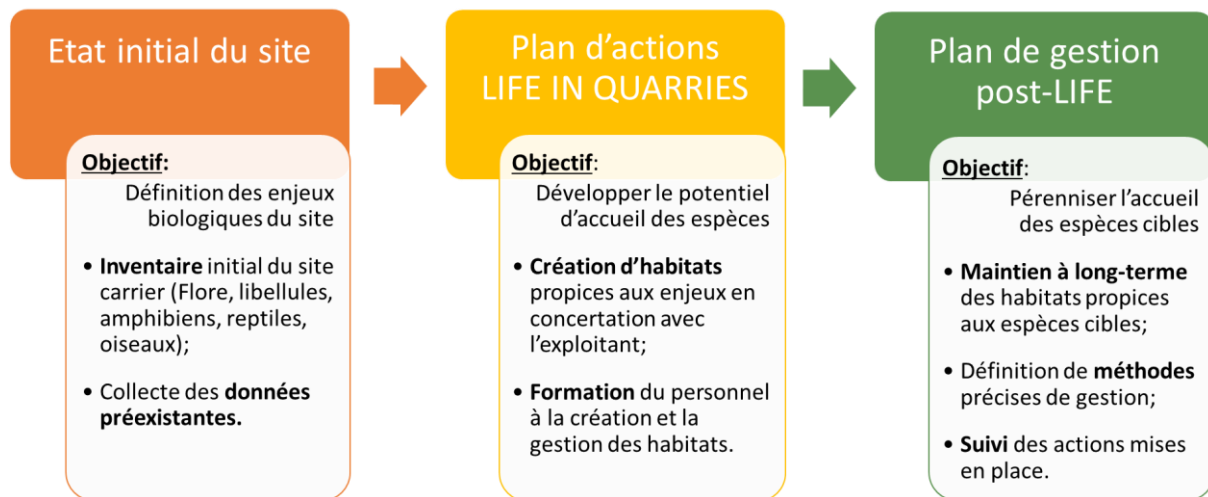 Etat initial du site
Objectif:
Définition des enjeux
biologiques du site
• Inventaire initial du site
carrier (Flore, libellules,
amphibiens, reptiles,
oiseaux);
• Collecte des données
préexistantes.
Plan d’actions
LIFE IN QUARRIES
Objectif:
Développer le potentiel
d’accueil des espèces
• Création d’habitats
propices aux enjeux en
concertation avec
l’exploitant;
• Formation du personnel
à la création et la
gestion des habitats.
Plan de gestion
post-LIFE
Objectif:
Pérenniser l’accueil
des espèces cibles
• Maintien à long-terme
des habitats propices
aux espèces cibles;
• Définition de méthodes
précises de gestion;
• Suivi des actions mises
en place.